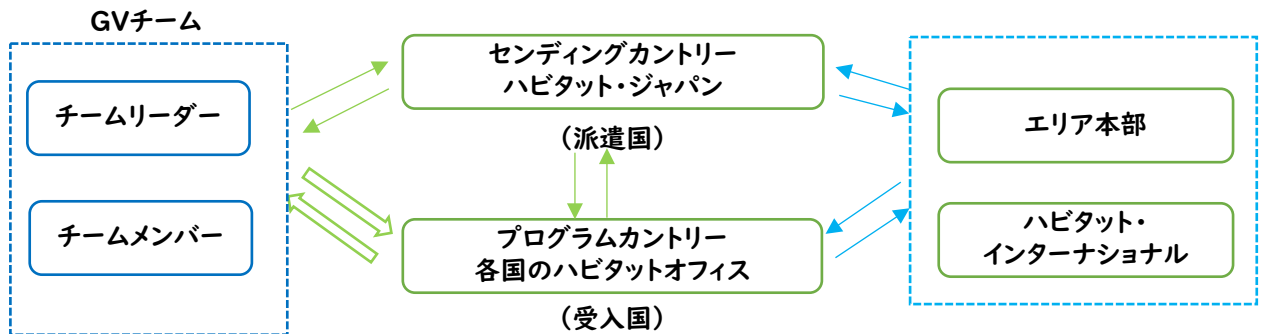 GVチーム
チームリーダー
チームメンバー
センディングカントリー
ハビタット・ジャパン
(派遣国)
プログラムカントリー
各国のハビタットオフィス
(受入国)
エリア本部
ハビタット・
インターナショナル